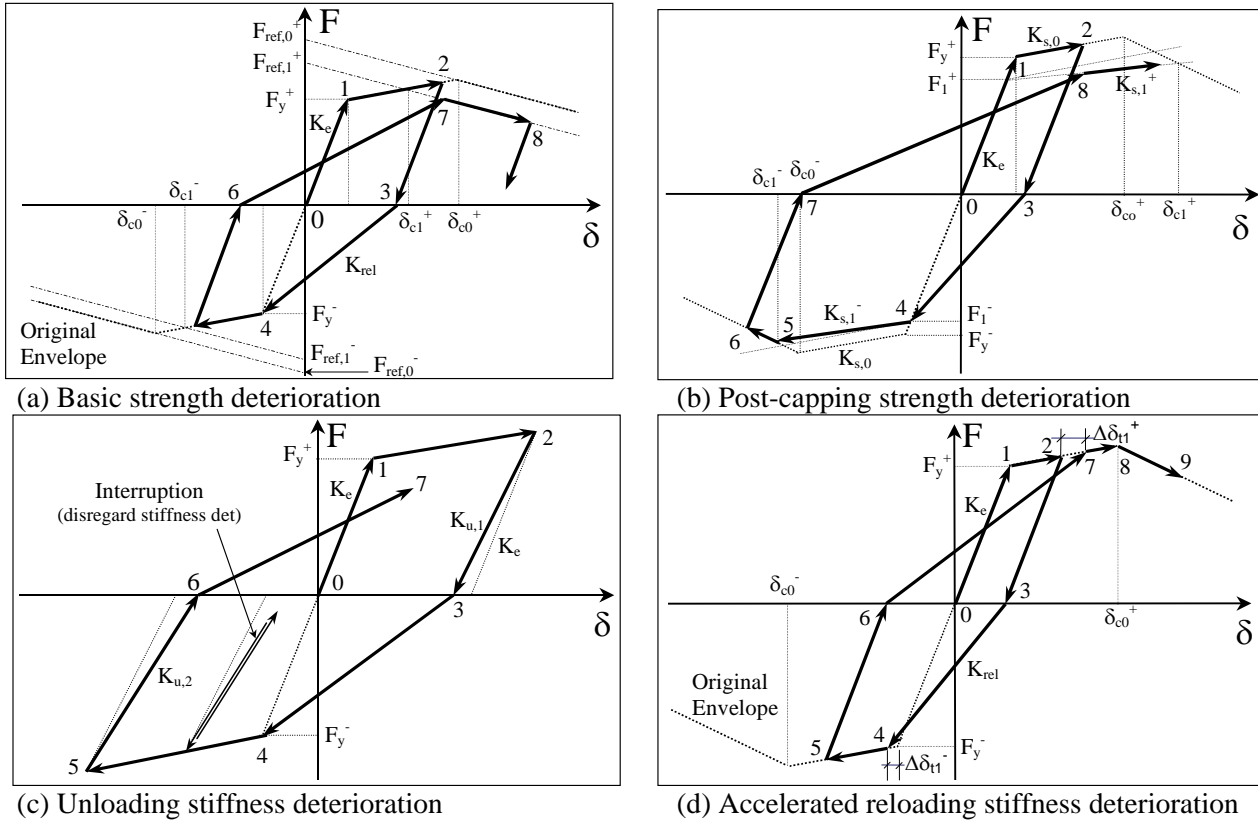 F
F_ref,0^+
F_ref,1^+
F_y^+
1
2
7
8
K_e
6
3
0
δ_c1^-
δ_c0^-
δ_c1^+
δ_c0^+
δ
K_rel
4
F_y^-
Original
Envelope
F_ref,1^-
F_ref,0^-
(a) Basic strength deterioration
F
K_s,0
2
F_y^+
1
F_1^+
8
K_s,1^+
K_e
δ_c1^-
δ_c0^-
7
0
3
δ_co^+
δ_c1^+
δ
4
F_1^-
K_s,1^-
5
6
F_y^-
K_s,0
(b) Post-capping strength deterioration
F
2
F_y^+
1
7
Interruption
(disregard stiffness det)
K_e
K_u,1
K_e
6
0
3
δ
K_u,2
4
F_y^-
5
(c) Unloading stiffness deterioration
F
Δδ_t1^+
1
2
7
8
9
F_y^+
K_e
δ_c0^-
6
0
3
δ_c0^+
δ
K_rel
Original
Envelope
4
5
F_y^-
Δδ_t1^-
(d) Accelerated reloading stiffness deterioration